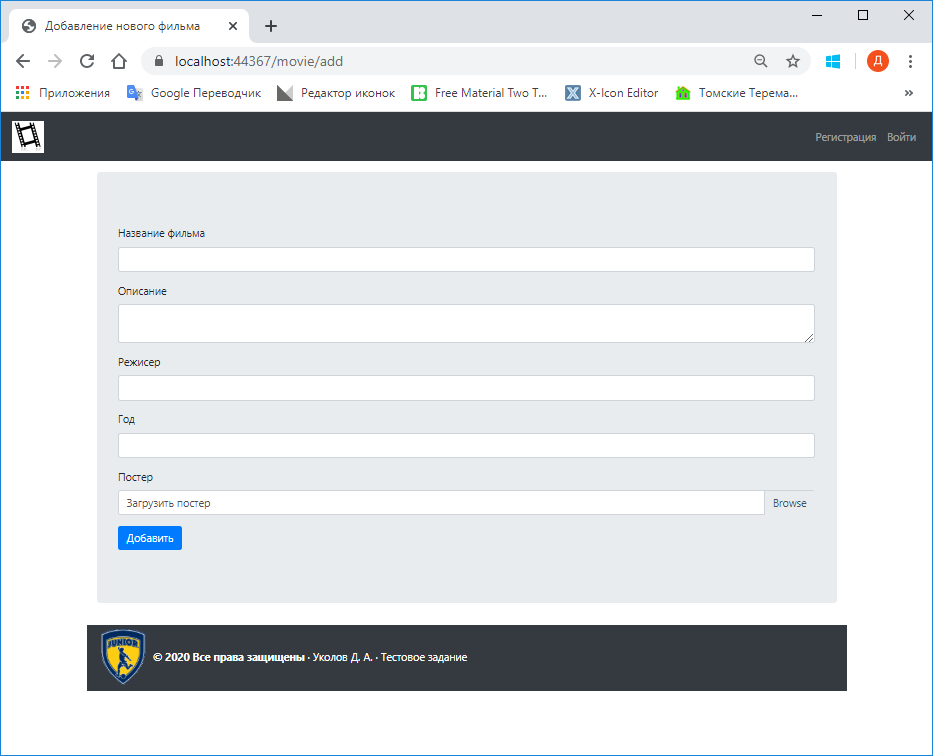 Добавление нового фильма
localhost:44367/movie/add
Д
Приложения Google Переводчик Редактор иконок Free Material Two T... X-Icon Editor Томские Терема...
Регистрация Войти
Название фильма
Описание
Режисер
Год
Постер
Загрузить постер Browse
Добавить
JUNIOR
© 2020 Все права защищены · Уколов Д. А. · Тестовое задание